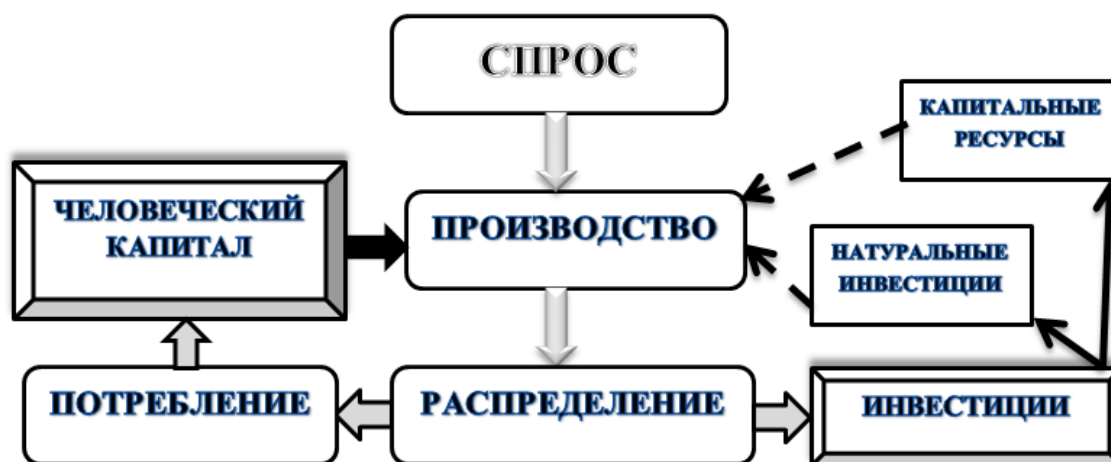 СПРОС
КАПИТАЛЬНЫЕ
РЕСУРСЫ
ЧЕЛОВЕЧЕСКИЙ
КАПИТАЛ
ПРОИЗВОДСТВО
НАТУРАЛЬНЫЕ
ИНВЕСТИЦИИ
ПОТРЕБЛЕНИЕ
РАСПРЕДЕЛЕНИЕ
ИНВЕСТИЦИИ